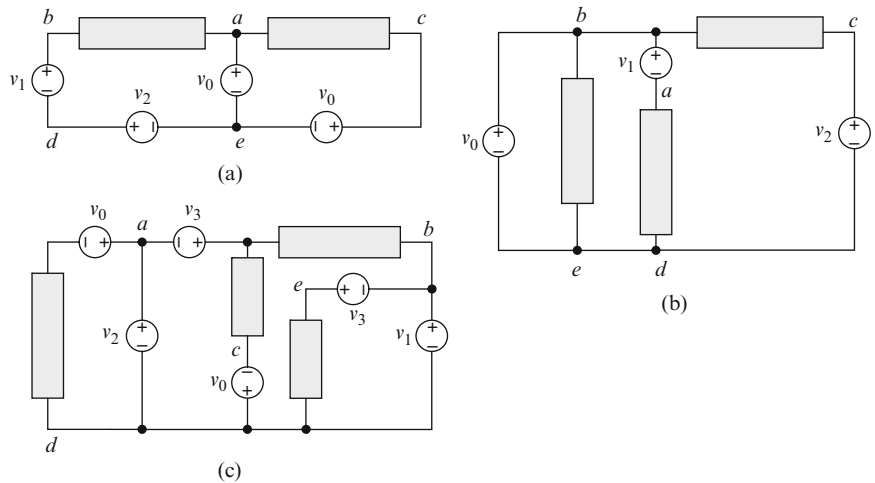 b a c
v1 + − v0 + −
v2 v0
+ − − +
d e
(a)
b c
v1 + −
a
v0 + − v2 + −
e d
(b)
v0 a v3 b
− + − +
e + −
v3
v2 + − v1 + −
c
v0 − +
d
(c)